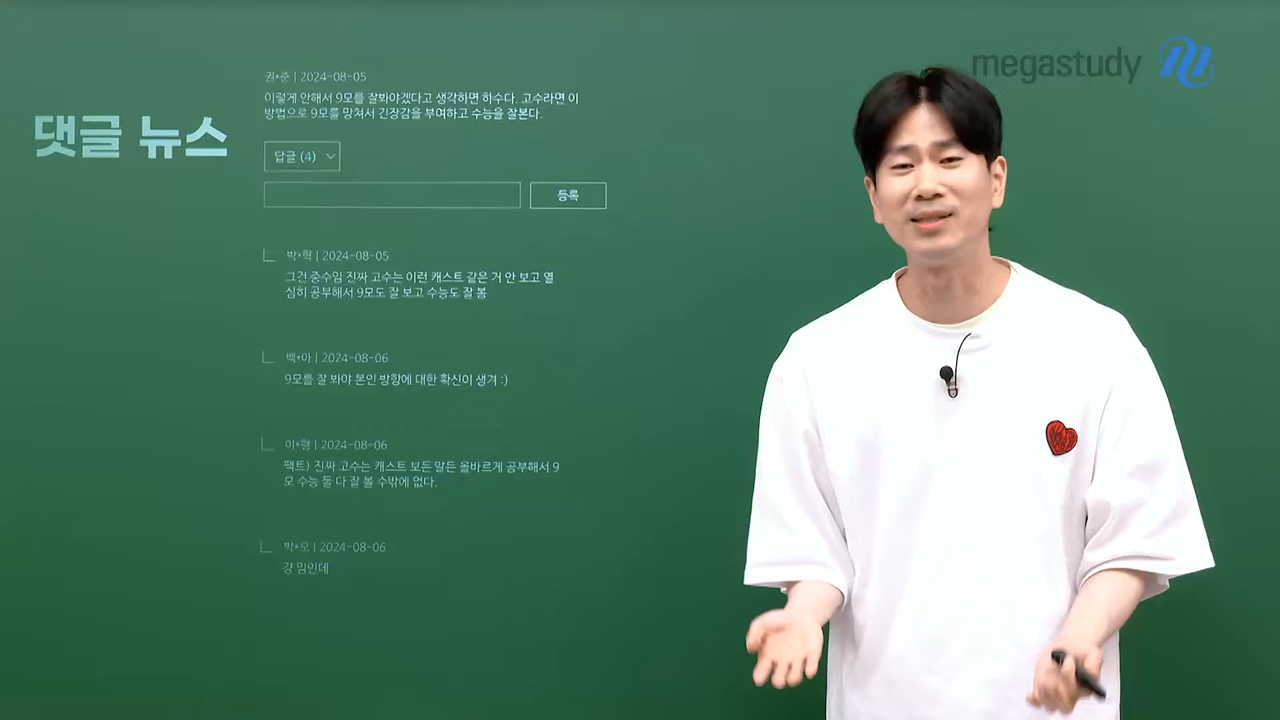 megastudy
댓글 뉴스
권*준 | 2024-08-05
이렇게 안해서 9모를 잘봐야겠다고 생각하면 하수다. 고수라면 이
방법으로 9모를 망쳐서 긴장감을 부여하고 수능을 잘본다.
답글 (4)
등록
박*혁 | 2024-08-05
그건 중수임 진짜 고수는 이런 캐스트 같은 거 안 보고 열
심히 공부해서 9모도 잘 보고 수능도 잘 봄
백*아 | 2024-08-06
9모를 잘 봐야 본인 방향에 대한 확신이 생겨 :)
이*형 | 2024-08-06
팩트) 진짜 고수는 캐스트 보든 말든 올바르게 공부해서 9
모 수능 둘 다 잘 볼 수밖에 없다.
박*오 | 2024-08-06
걍 밈인데